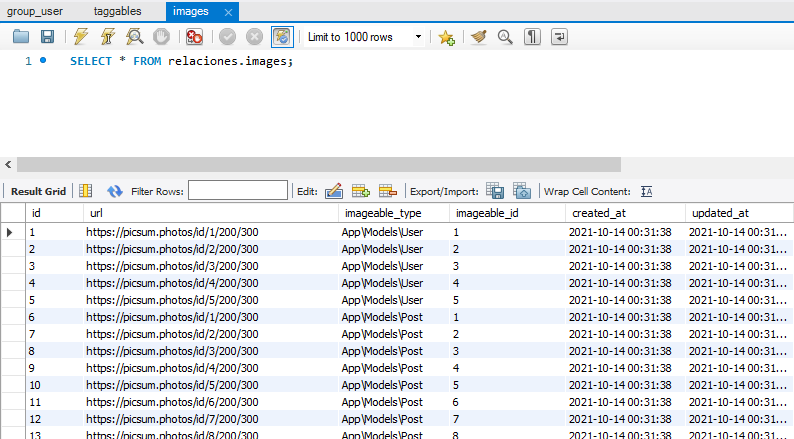 group_user taggables images
Limit to 1000 rows
1 SELECT * FROM relaciones.images;
Result Grid Filter Rows: Edit: Export/Import: Wrap Cell Content:
id url imageable_type imageable_id created_at updated_at
1 https://picsum.photos/id/1/200/300 App\Models\User 1 2021-10-14 00:31:38 2021-10-14 00:31...
2 https://picsum.photos/id/2/200/300 App\Models\User 2 2021-10-14 00:31:38 2021-10-14 00:31...
3 https://picsum.photos/id/3/200/300 App\Models\User 3 2021-10-14 00:31:38 2021-10-14 00:31...
4 https://picsum.photos/id/4/200/300 App\Models\User 4 2021-10-14 00:31:38 2021-10-14 00:31...
5 https://picsum.photos/id/5/200/300 App\Models\User 5 2021-10-14 00:31:38 2021-10-14 00:31...
6 https://picsum.photos/id/1/200/300 App\Models\Post 1 2021-10-14 00:31:38 2021-10-14 00:31...
7 https://picsum.photos/id/2/200/300 App\Models\Post 2 2021-10-14 00:31:38 2021-10-14 00:31...
8 https://picsum.photos/id/3/200/300 App\Models\Post 3 2021-10-14 00:31:38 2021-10-14 00:31...
9 https://picsum.photos/id/4/200/300 App\Models\Post 4 2021-10-14 00:31:38 2021-10-14 00:31...
10 https://picsum.photos/id/5/200/300 App\Models\Post 5 2021-10-14 00:31:38 2021-10-14 00:31...
11 https://picsum.photos/id/6/200/300 App\Models\Post 6 2021-10-14 00:31:38 2021-10-14 00:31...
12 https://picsum.photos/id/7/200/300 App\Models\Post 7 2021-10-14 00:31:38 2021-10-14 00:31...
13 https://picsum.photos/id/8/200/300 App\Models\Post 8 2021-10-14 00:31:38 2021-10-14 00:31...